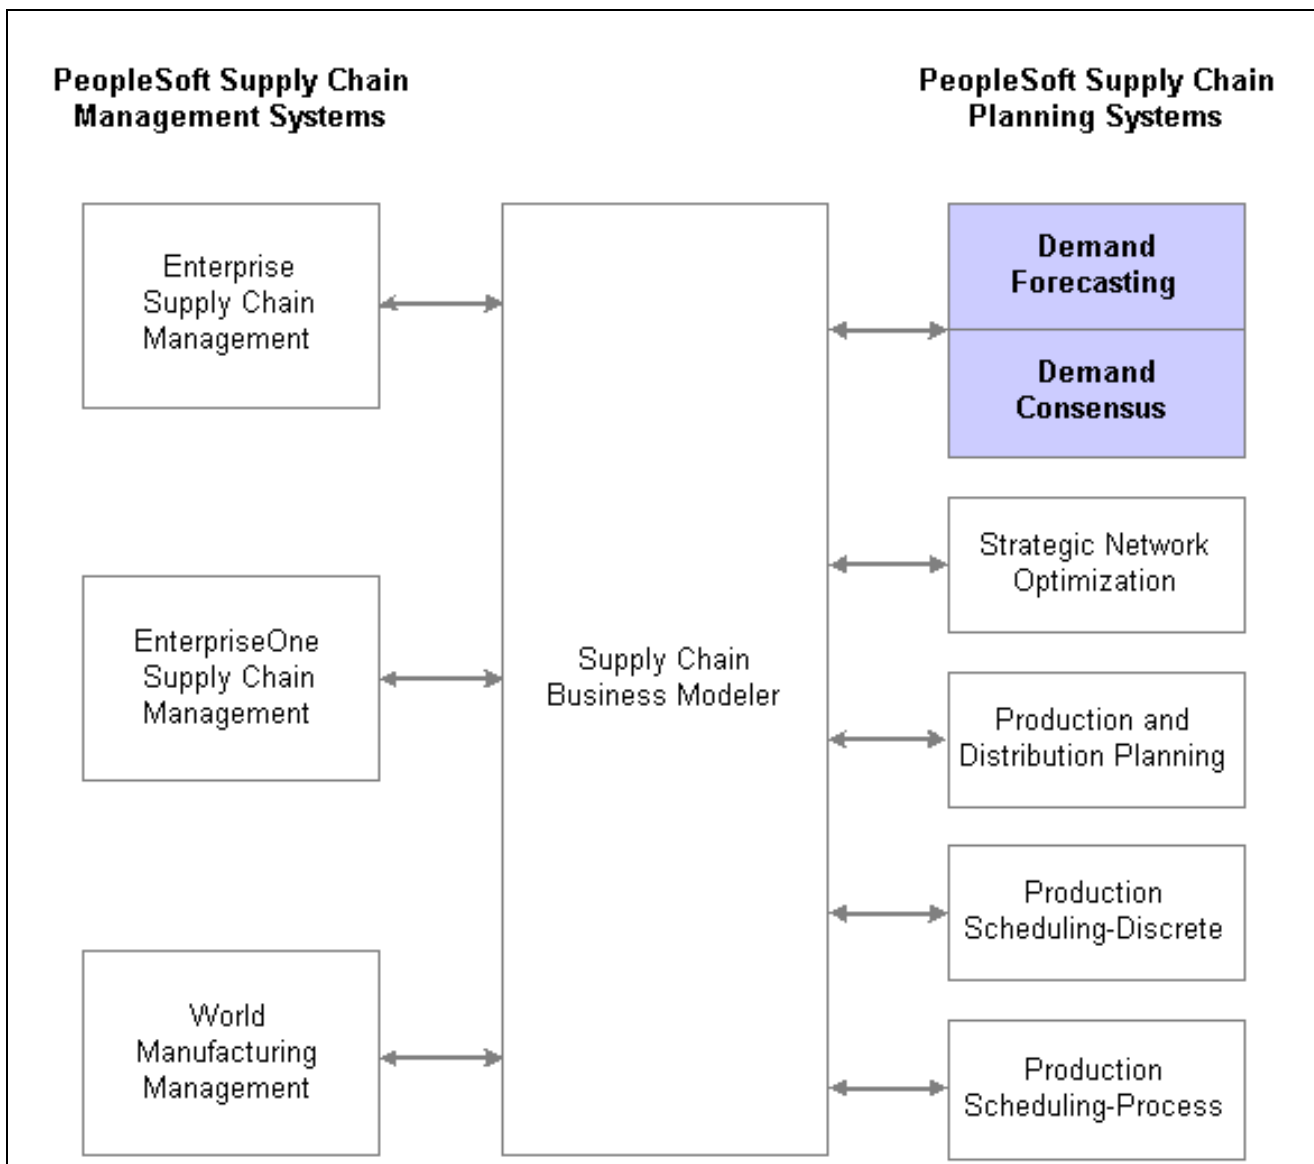 PeopleSoft Supply Chain
Management Systems
PeopleSoft Supply Chain
Planning Systems
Enterprise
Supply Chain
Management
EnterpriseOne
Supply Chain
Management
World
Manufacturing
Management
Supply Chain
Business Modeler
Demand
Forecasting
Demand
Consensus
Strategic Network
Optimization
Production and
Distribution Planning
Production
Scheduling-Discrete
Production
Scheduling-Process